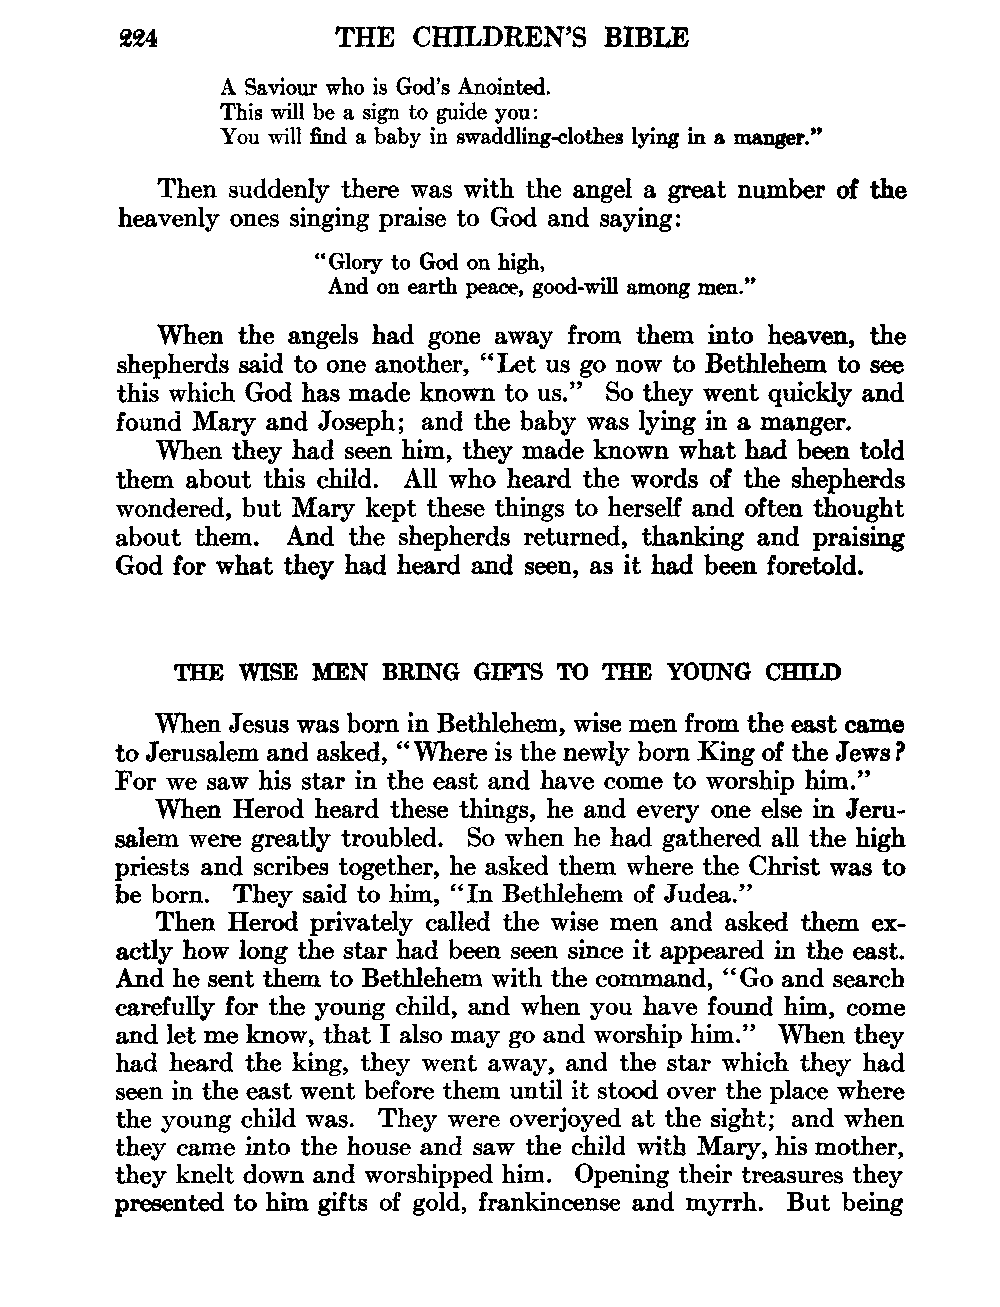 224 THE CHILDREN'S BIBLE
A Saviour who is God's Anointed.
This will be a sign to guide you:
You will find a baby in swaddling-clothes lying in a manger."
Then suddenly there was with the angel a great number of the
heavenly ones singing praise to God and saying:
"Glory to God on high,
And on earth peace, good-will among men."
When the angels had gone away from them into heaven, the
shepherds said to one another, "Let us go now to Bethlehem to see
this which God has made known to us." So they went quickly and
found Mary and Joseph; and the baby was lying in a manger.
When they had seen him, they made known what had been told
them about this child. All who heard the words of the shepherds
wondered, but Mary kept these things to herself and often thought
about them. And the shepherds returned, thanking and praising
God for what they had heard and seen, as it had been foretold.
THE WISE MEN BRING GIFTS TO THE YOUNG CHILD
When Jesus was born in Bethlehem, wise men from the east came
to Jerusalem and asked, "Where is the newly born King of the Jews?
For we saw his star in the east and have come to worship him."
When Herod heard these things, he and every one else in Jeru-
salem were greatly troubled. So when he had gathered all the high
priests and scribes together, he asked them where the Christ was to
be born. They said to him, "In Bethlehem of Judea."
Then Herod privately called the wise men and asked them ex-
actly how long the star had been seen since it appeared in the east.
And he sent them to Bethlehem with the command, "Go and search
carefully for the young child, and when you have found him, come
and let me know, that I also may go and worship him." When they
had heard the king, they went away, and the star which they had
seen in the east went before them until it stood over the place where
the young child was. They were overjoyed at the sight; and when
they came into the house and saw the child with Mary, his mother,
they knelt down and worshipped him. Opening their treasures they
presented to him gifts of gold, frankincense and myrrh. But being